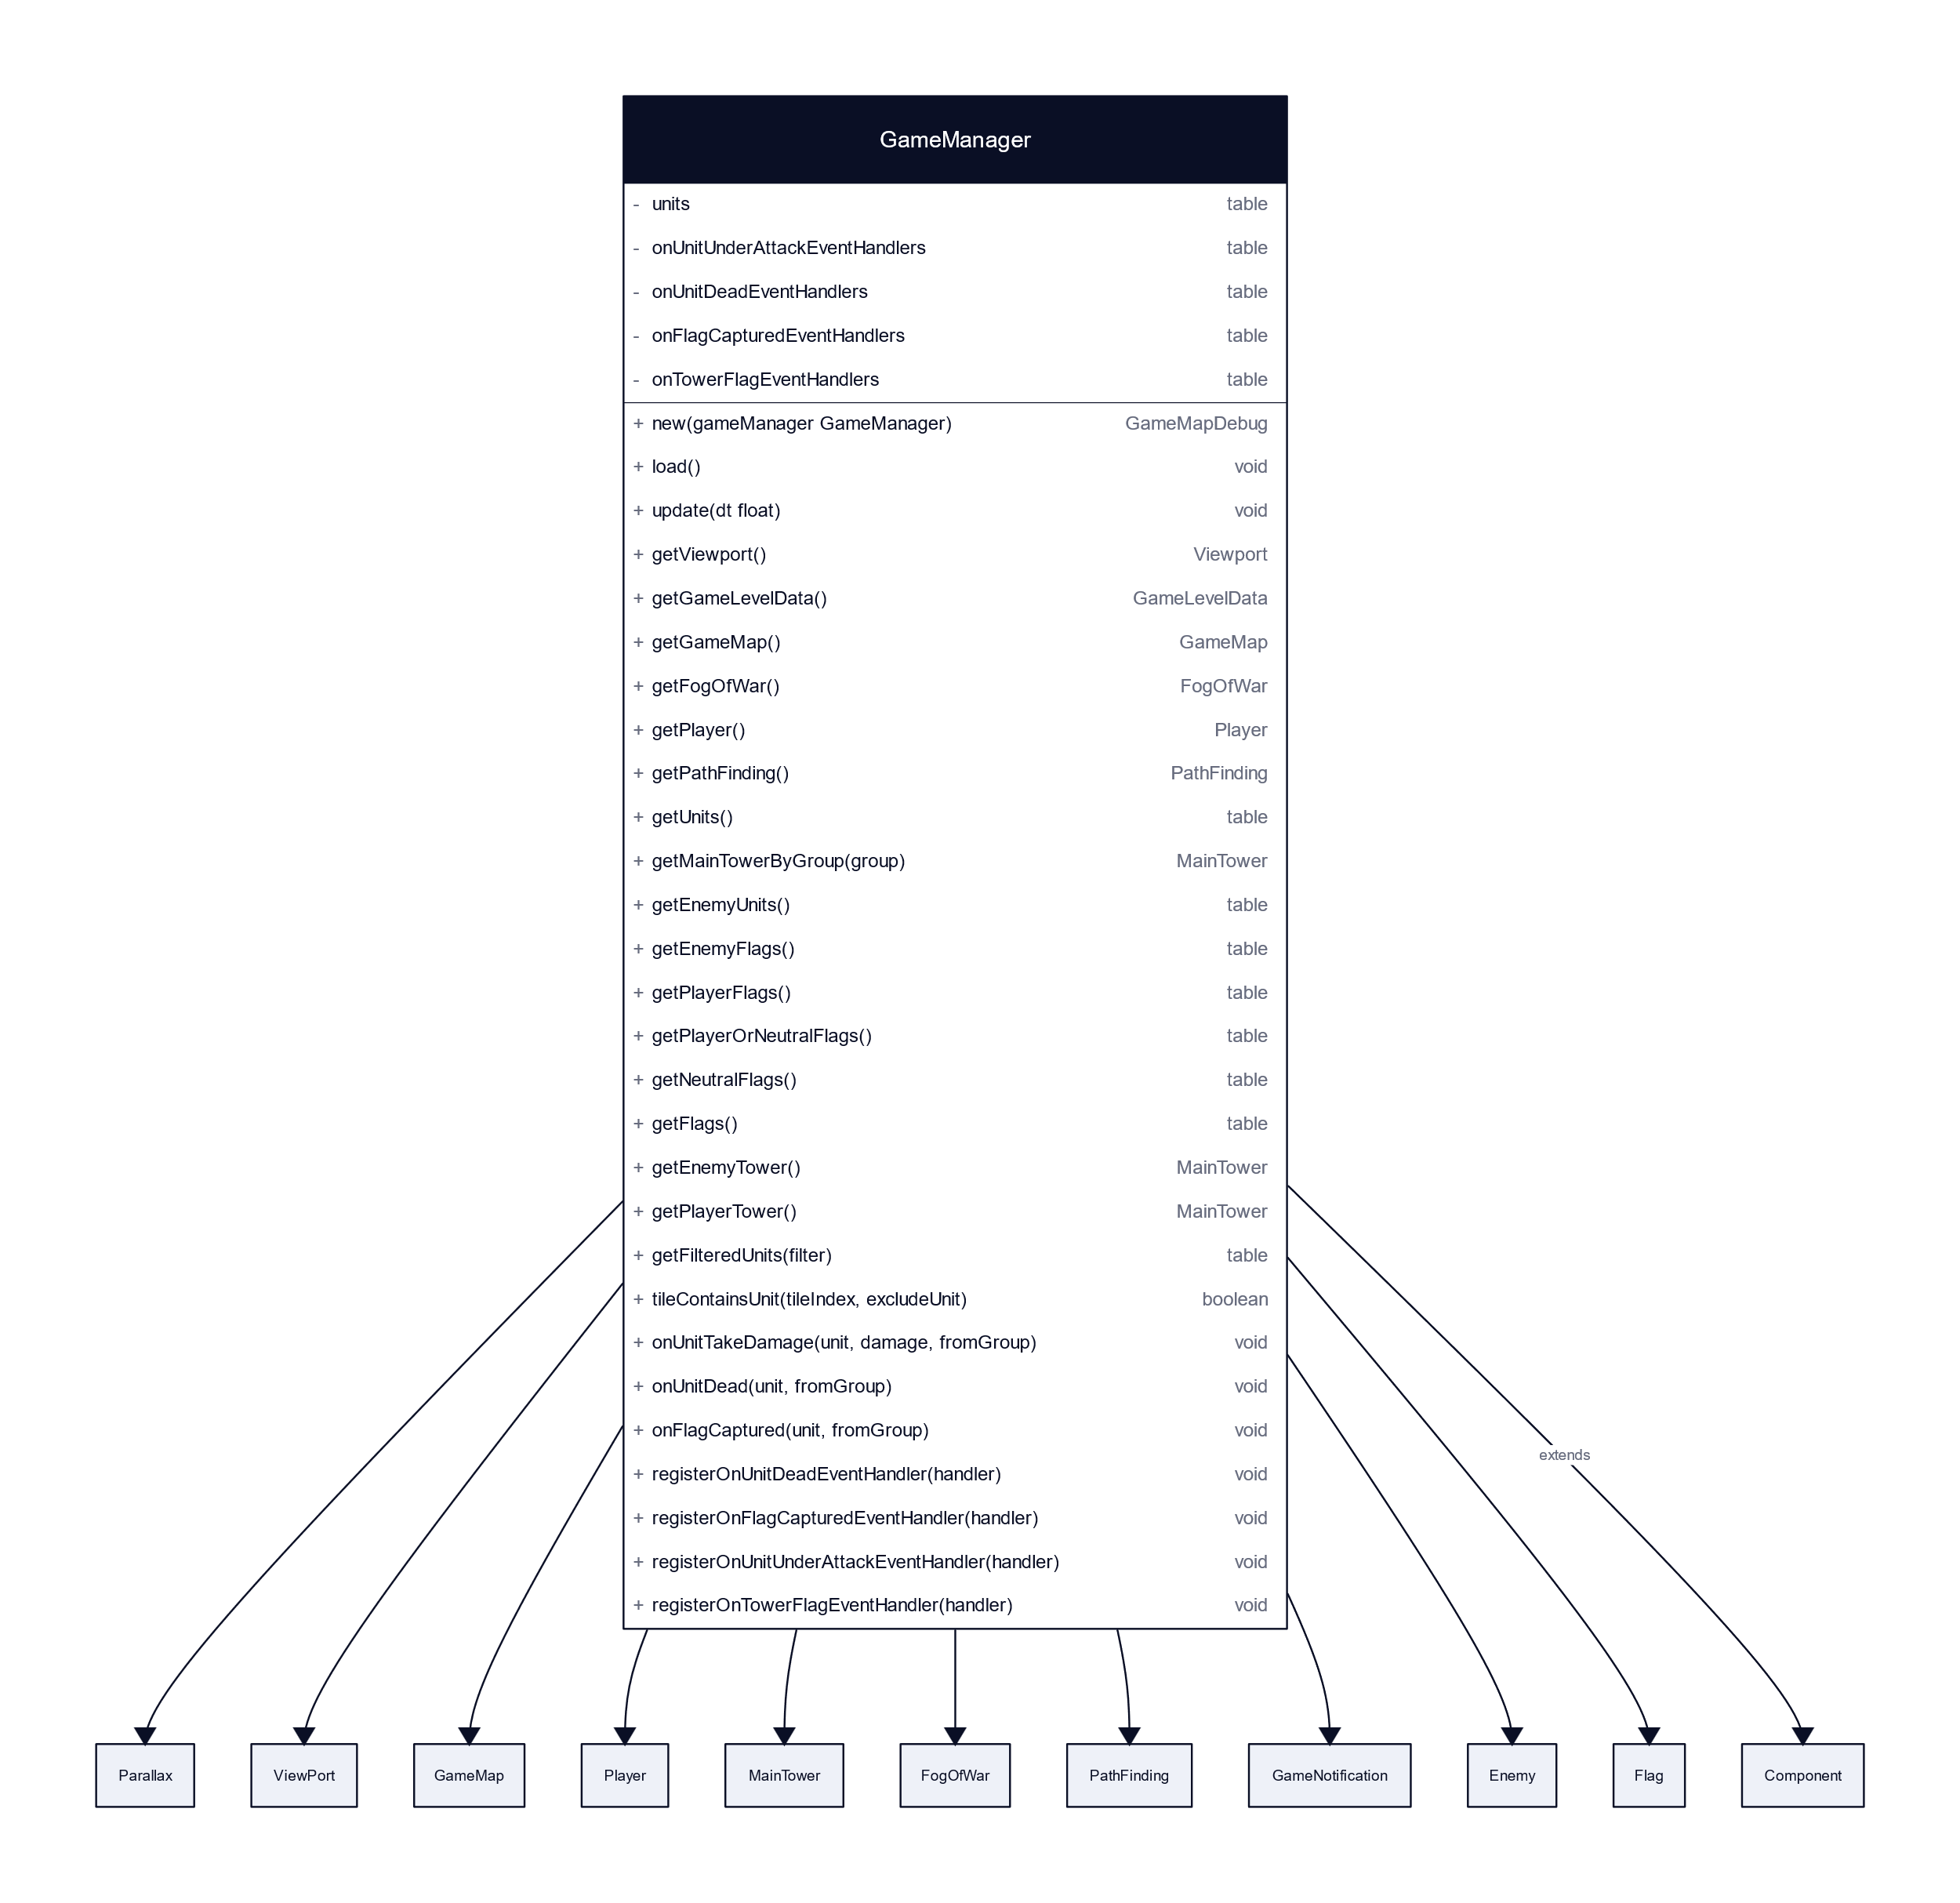 GameManager
- units table
- onUnitUnderAttackEventHandlers table
- onUnitDeadEventHandlers table
- onFlagCapturedEventHandlers table
- onTowerFlagEventHandlers table
+ new(gameManager GameManager) GameMapDebug
+ load() void
+ update(dt float) void
+ getViewport() Viewport
+ getGameLevelData() GameLevelData
+ getGameMap() GameMap
+ getFogOfWar() FogOfWar
+ getPlayer() Player
+ getPathFinding() PathFinding
+ getUnits() table
+ getMainTowerByGroup(group) MainTower
+ getEnemyUnits() table
+ getEnemyFlags() table
+ getPlayerFlags() table
+ getPlayerOrNeutralFlags() table
+ getNeutralFlags() table
+ getFlags() table
+ getEnemyTower() MainTower
+ getPlayerTower() MainTower
+ getFilteredUnits(filter) table
+ tileContainsUnit(tileIndex, excludeUnit) boolean
+ onUnitTakeDamage(unit, damage, fromGroup) void
+ onUnitDead(unit, fromGroup) void
+ onFlagCaptured(unit, fromGroup) void
extends
+ registerOnUnitDeadEventHandler(handler) void
+ registerOnFlagCapturedEventHandler(handler) void
+ registerOnUnitUnderAttackEventHandler(handler) void
+ registerOnTowerFlagEventHandler(handler) void
Parallax
ViewPort
GameMap
Player
MainTower
FogOfWar
PathFinding
GameNotification
Enemy
Flag
Component